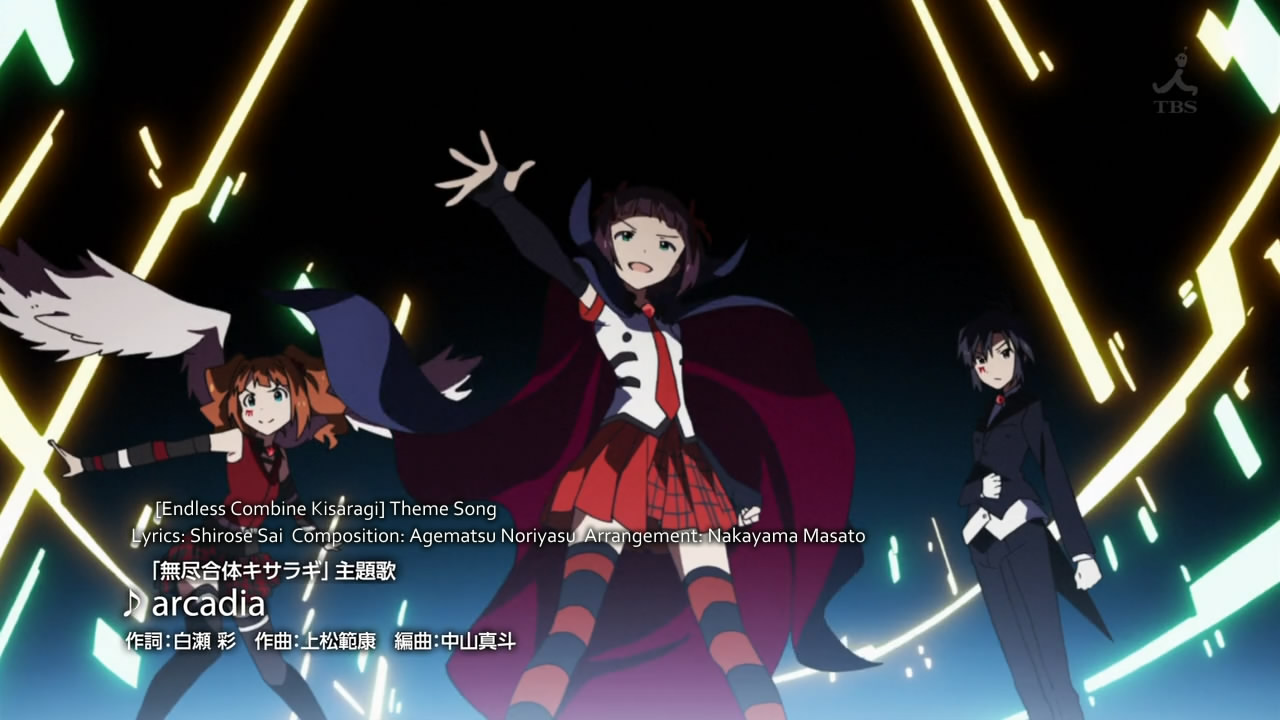 TBS
[Endless Combine Kisaragi] Theme Song
Lyrics: Shirose Sai Composition: Agematsu Noriyasu Arrangement: Nakayama Masato
「無尽合体キサラギ」主題歌
♪ arcadia
作詞:白瀬 彩 作曲:上松範康 編曲:中山真斗